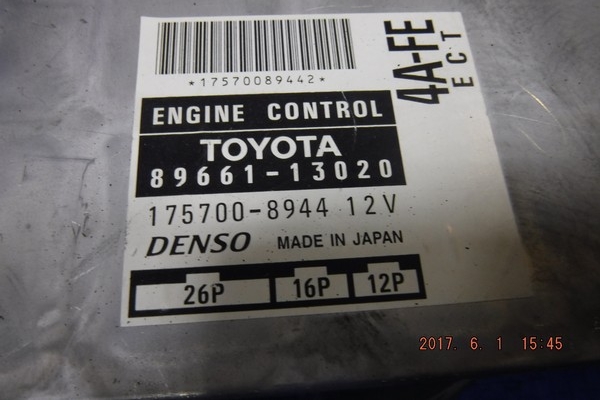 *17570089442*
4A-FE
ECT
ENGINE CONTROL
TOYOTA
89661-13020
175700-8944 12V
DENSO MADE IN JAPAN
26P 16P 12P
2017. 6. 1 15:45